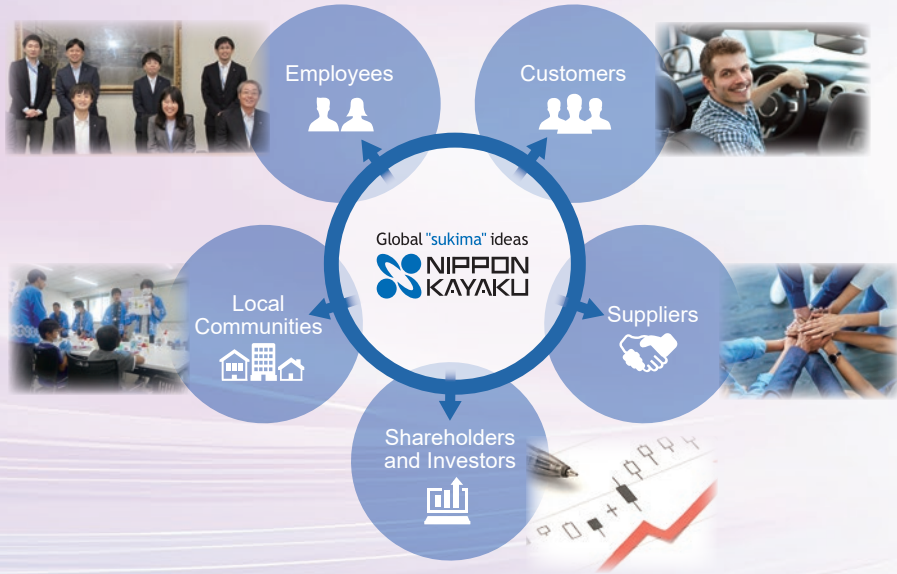 Employees
Customers
Global "sukima" ideas
NIPPON
KAYAKU
Local
Communities
Suppliers
Shareholders
and Investors